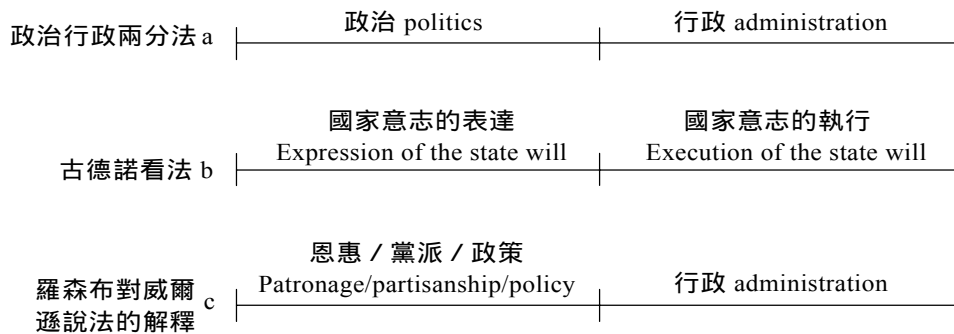 政治行政兩分法 a
政治 politics
行政 administration
古德諾看法 b
國家意志的表達
Expression of the state will
國家意志的執行
Execution of the state will
羅森布對威爾
遜說法的解釋
c
恩惠／黨派／政策
Patronage/partisanship/policy
行政 administration